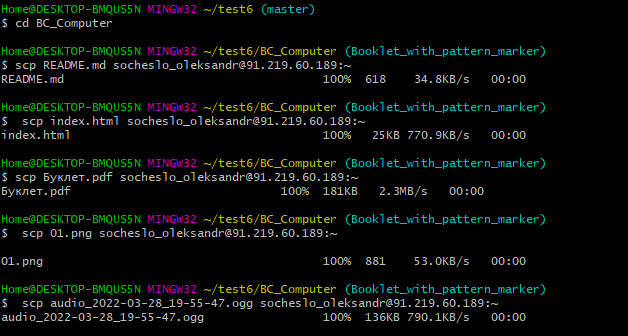 Home@DESKTOP-BMQUS5N MINGW32 ~/test6 (master)
$ cd BC_Computer
Home@DESKTOP-BMQUS5N MINGW32 ~/test6/BC_Computer (Booklet_with_pattern_marker)
$ scp README.md socheslo_oleksandr@91.219.60.189:~
README.md 100% 618 34.8KB/s 00:00
Home@DESKTOP-BMQUS5N MINGW32 ~/test6/BC_Computer (Booklet_with_pattern_marker)
$  scp index.html socheslo_oleksandr@91.219.60.189:~
index.html 100% 25KB 770.9KB/s 00:00
Home@DESKTOP-BMQUS5N MINGW32 ~/test6/BC_Computer (Booklet_with_pattern_marker)
$ scp Буклет.pdf socheslo_oleksandr@91.219.60.189:~
Буклет.pdf 100% 181KB 2.3MB/s 00:00
Home@DESKTOP-BMQUS5N MINGW32 ~/test6/BC_Computer (Booklet_with_pattern_marker)
$  scp 01.png socheslo_oleksandr@91.219.60.189:~
01.png 100% 881 53.0KB/s 00:00
Home@DESKTOP-BMQUS5N MINGW32 ~/test6/BC_Computer (Booklet_with_pattern_marker)
$  scp audio_2022-03-28_19-55-47.ogg socheslo_oleksandr@91.219.60.189:~
audio_2022-03-28_19-55-47.ogg 100% 136KB 790.1KB/s 00:00